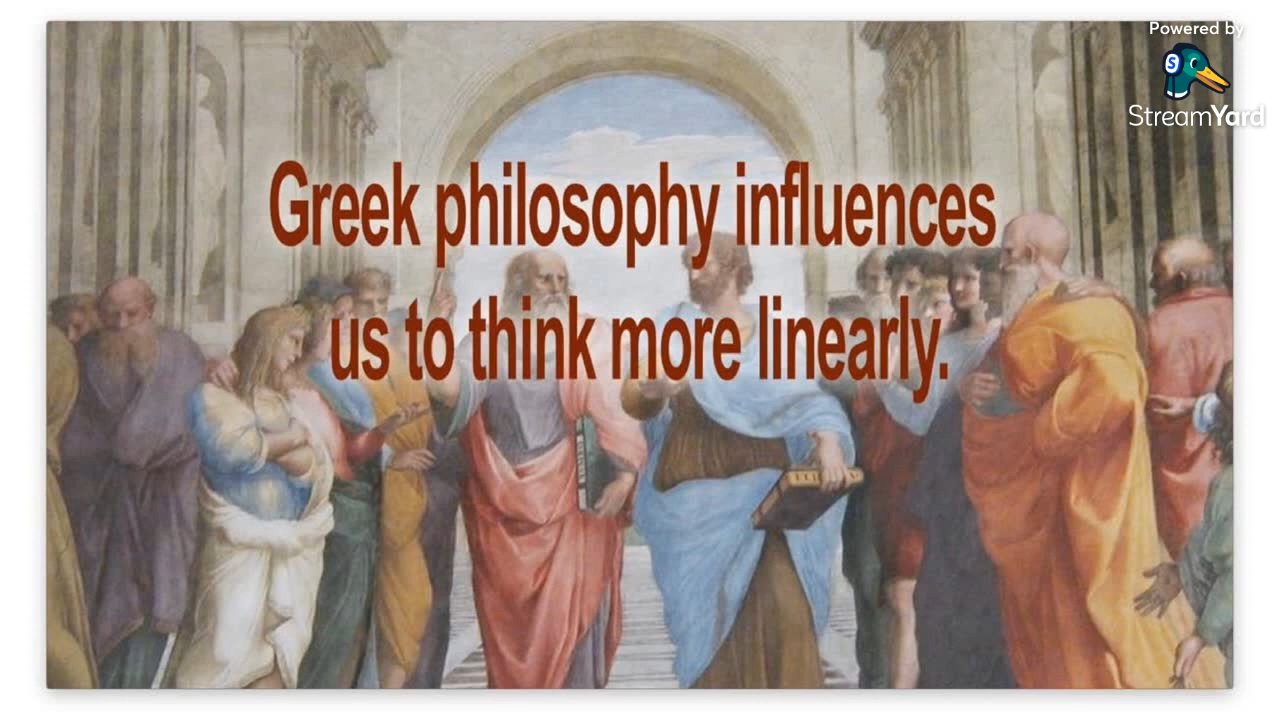 Powered by
StreamYard
Greek philosophy influences
us to think more linearly.